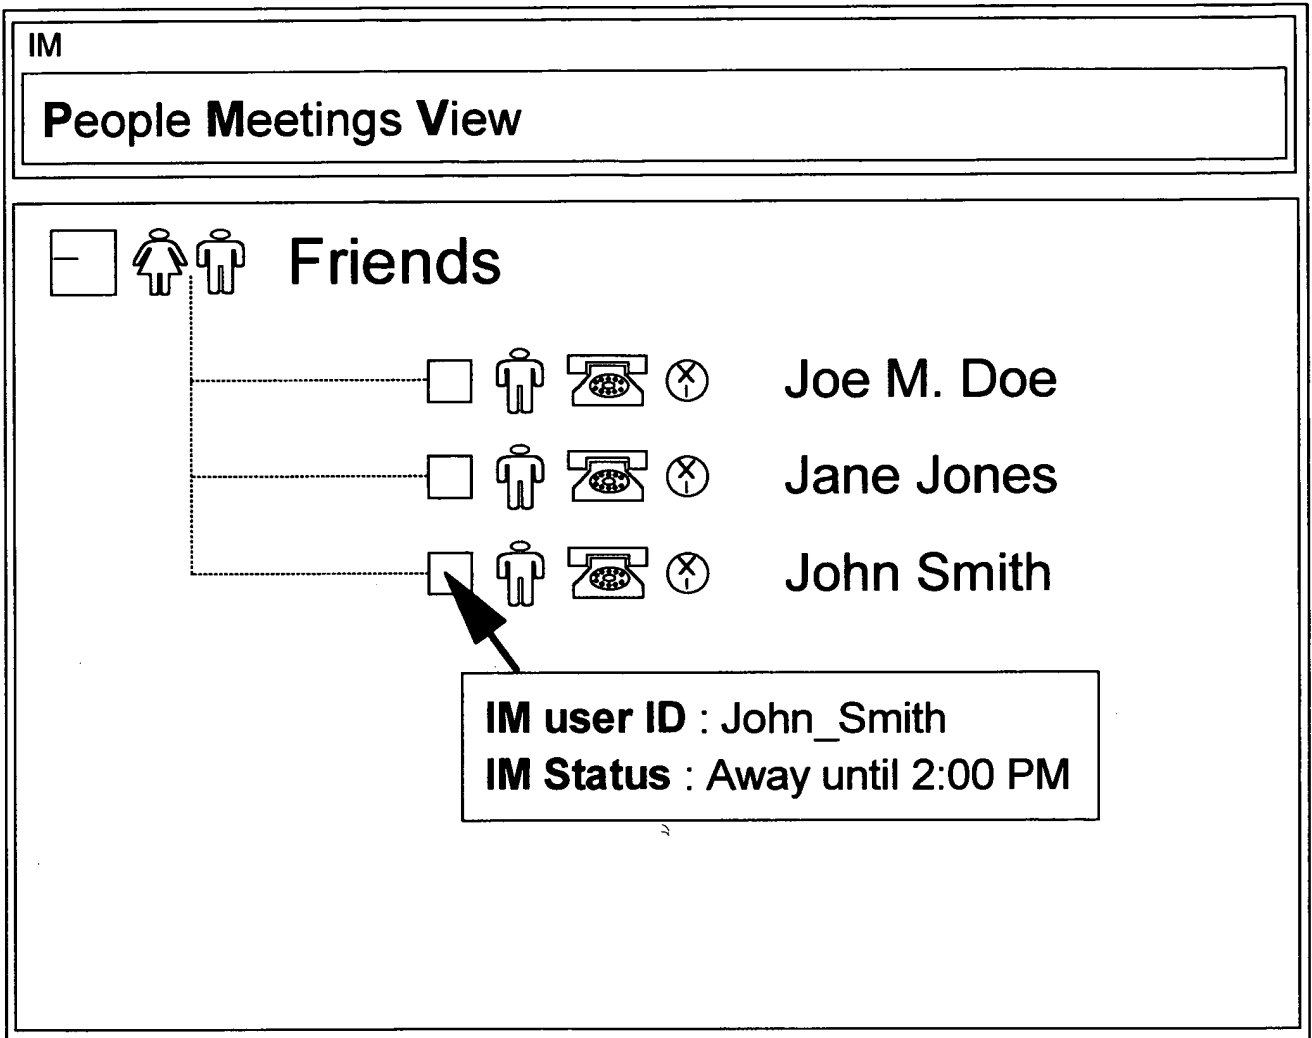 IM
People Meetings View
Friends
Joe M. Doe
Jane Jones
John Smith
IM user ID : John_Smith
IM Status : Away until 2:00 PM